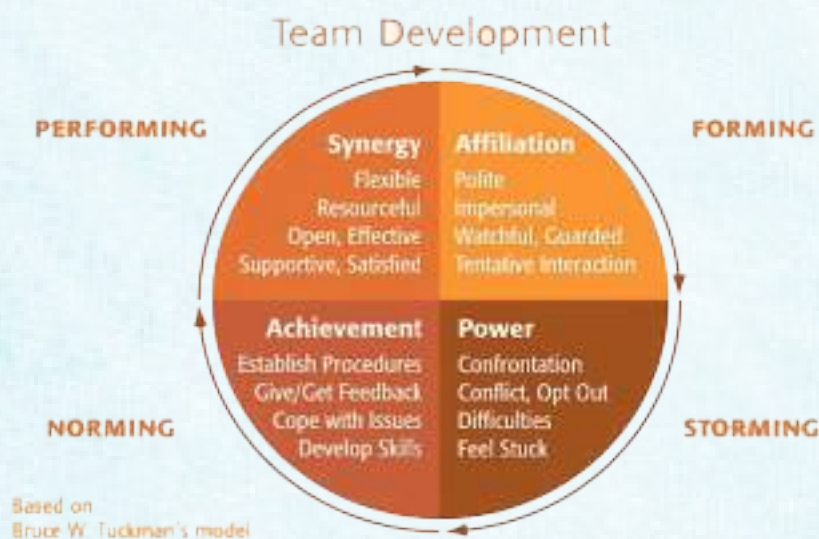 Team Development
PERFORMING
FORMING
Synergy
Flexible
Resourceful
Open, Effective
Supportive, Satisfied
Affiliation
Polite
Impersonal
Watchful, Guarded
Tentative Interaction
Achievement
Establish Procedures
Give/Get Feedback
Cope with Issues
Develop Skills
Power
Confrontation
Conflict, Opt Out
Difficulties
Feel Stuck
NORMING
STORMING
Based on
Bruce W. Tuckman's model